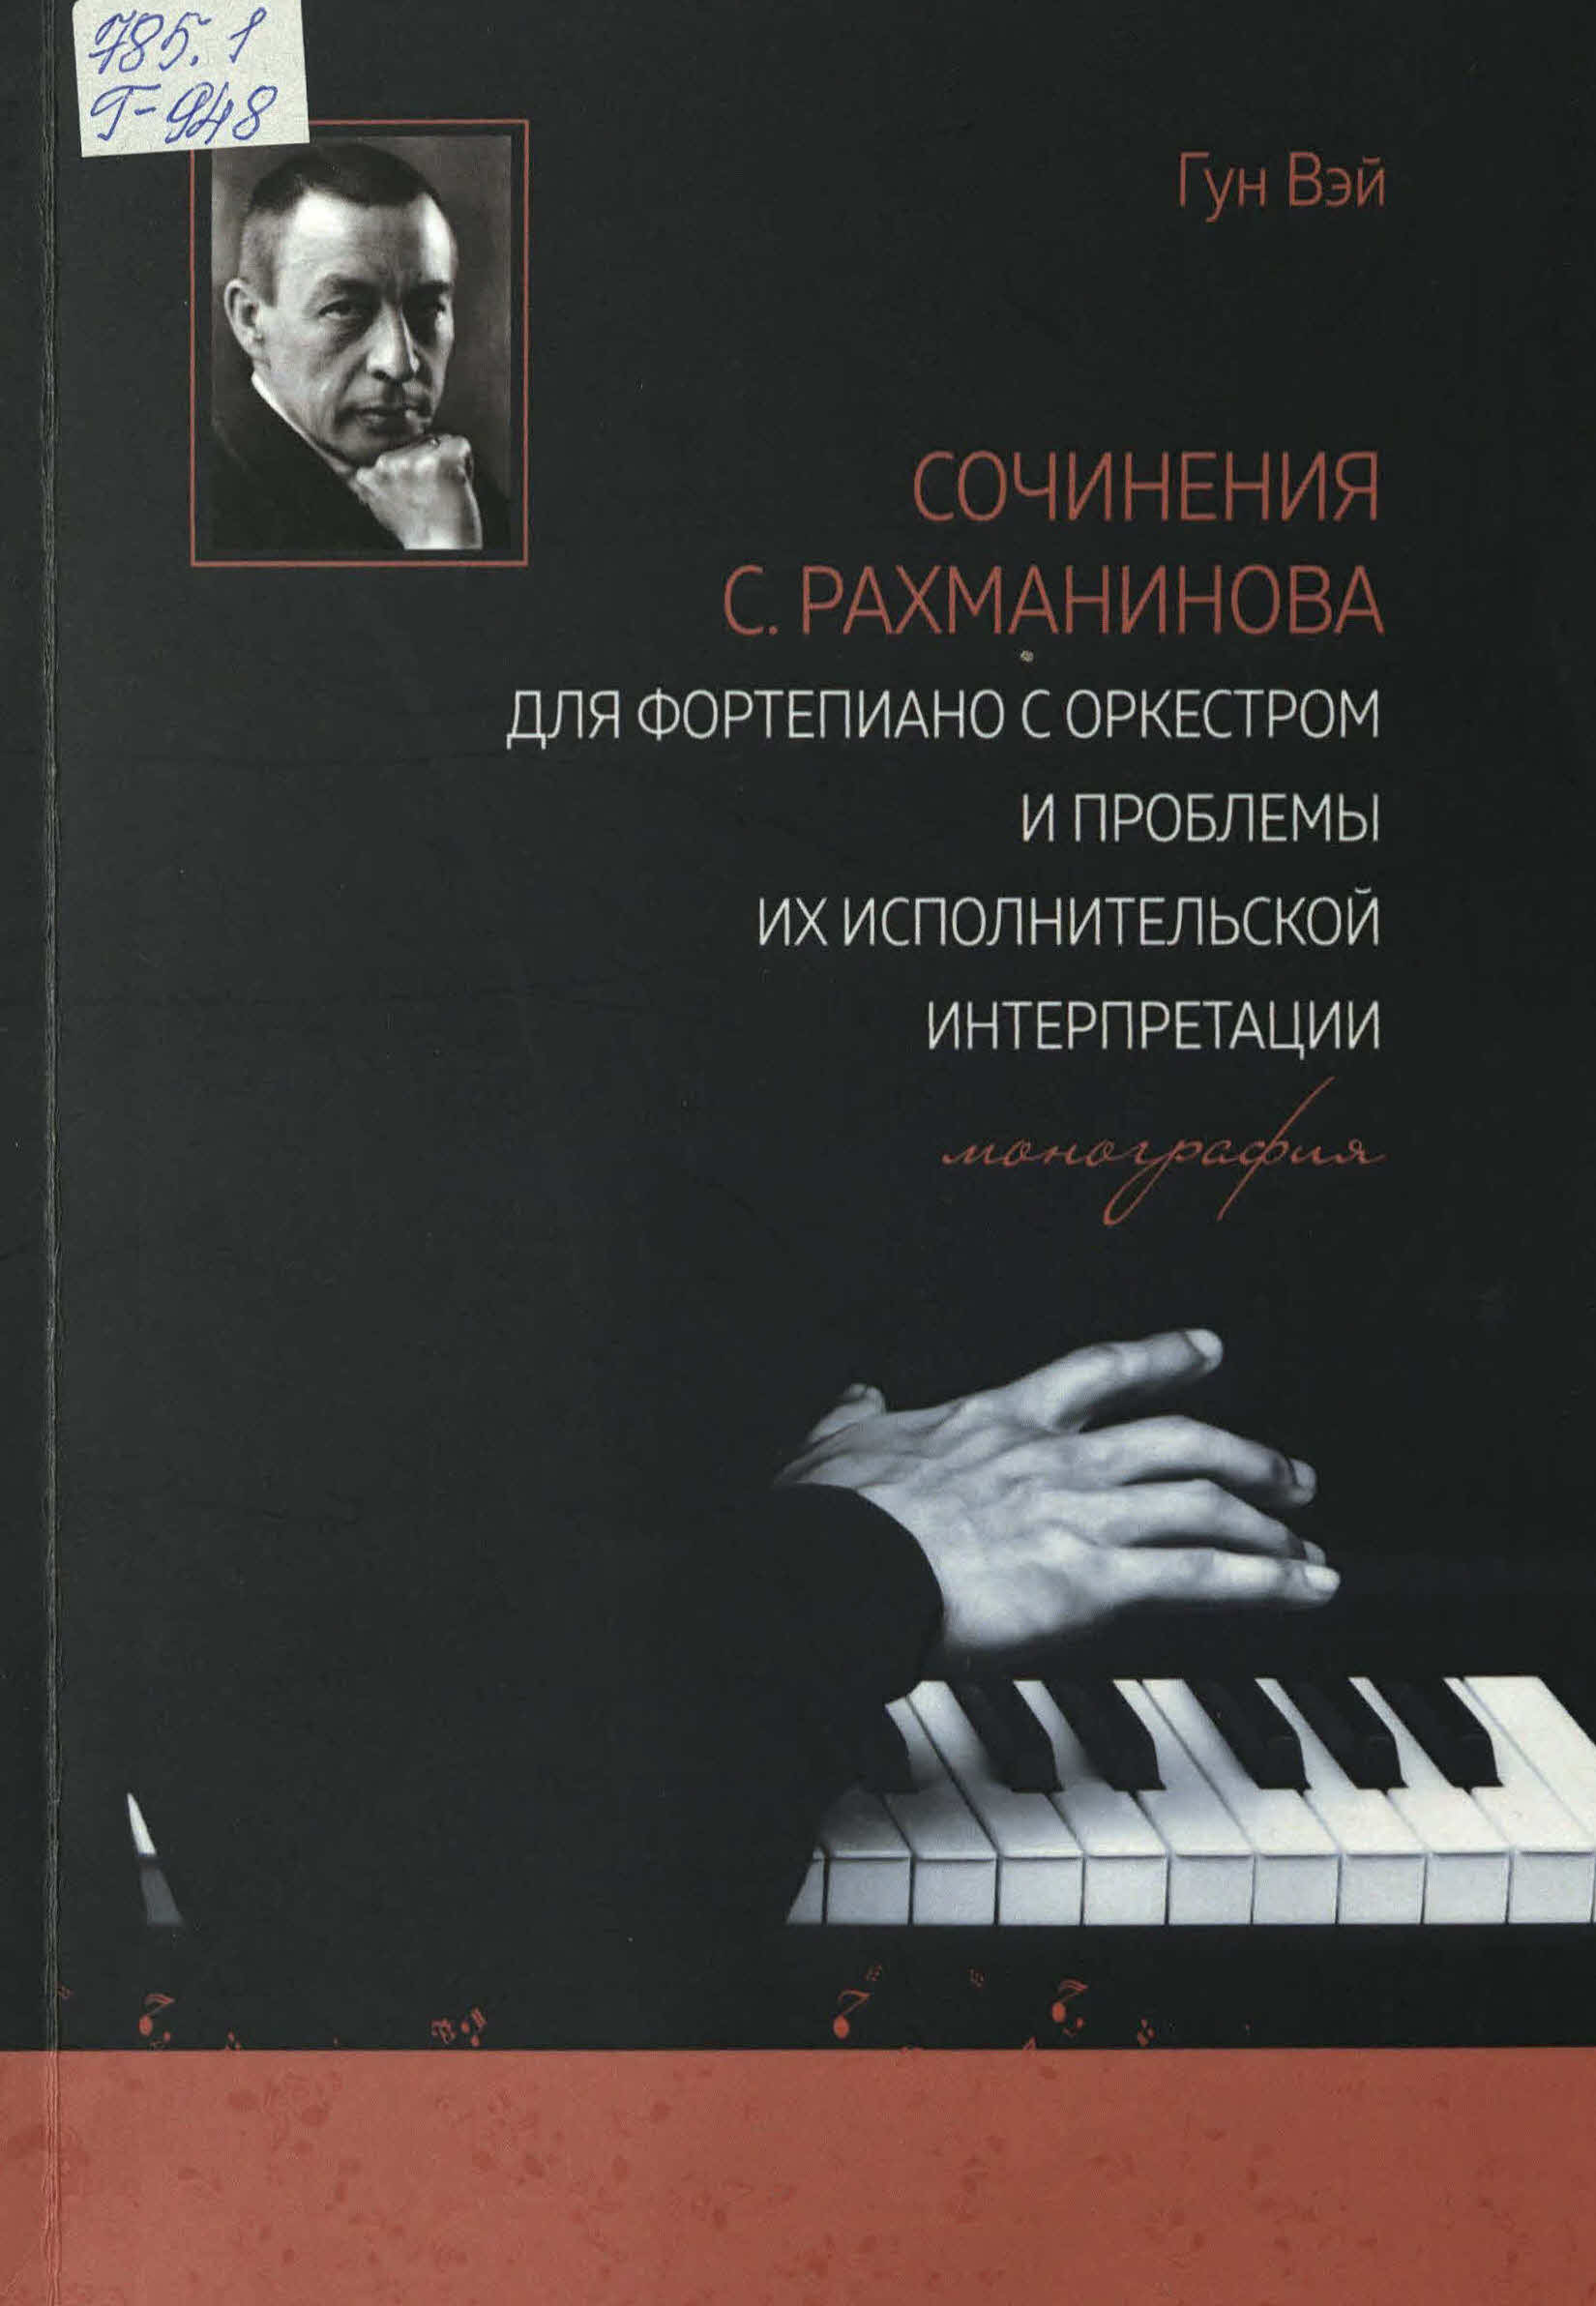 785.1
Г-948
Гун Вэй
СОЧИНЕНИЯ
С. РАХМАНИНОВА
ДЛЯ ФОРТЕПИАНО С ОРКЕСТРОМ
И ПРОБЛЕМЫ
ИХ ИСПОЛНИТЕЛЬСКОЙ
ИНТЕРПРЕТАЦИИ
монография